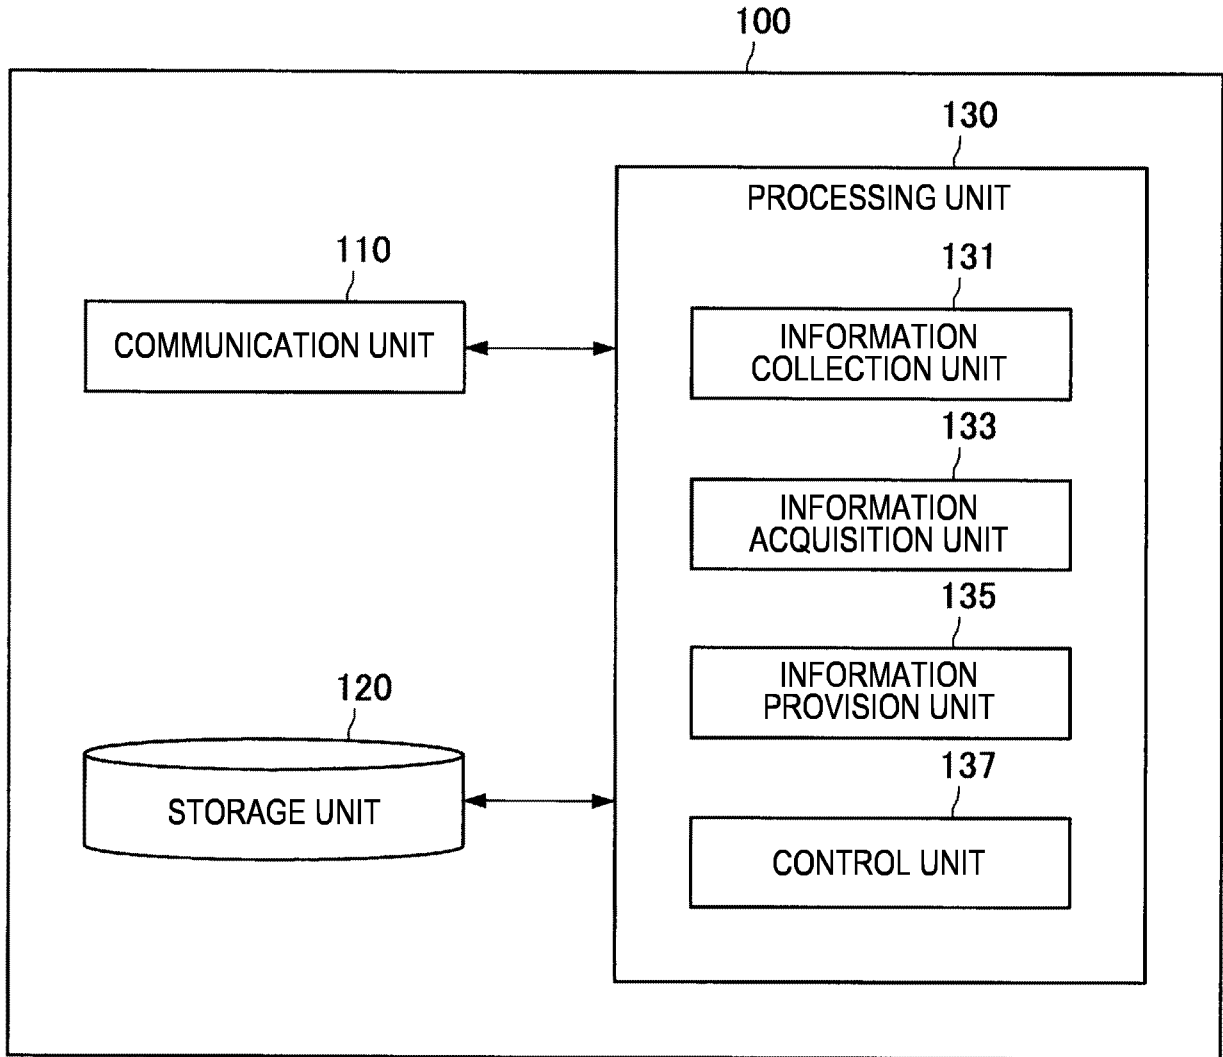 100
130
PROCESSING UNIT
110
COMMUNICATION UNIT
131
INFORMATION
COLLECTION UNIT
133
INFORMATION
ACQUISITION UNIT
135
INFORMATION
PROVISION UNIT
120
STORAGE UNIT
137
CONTROL UNIT